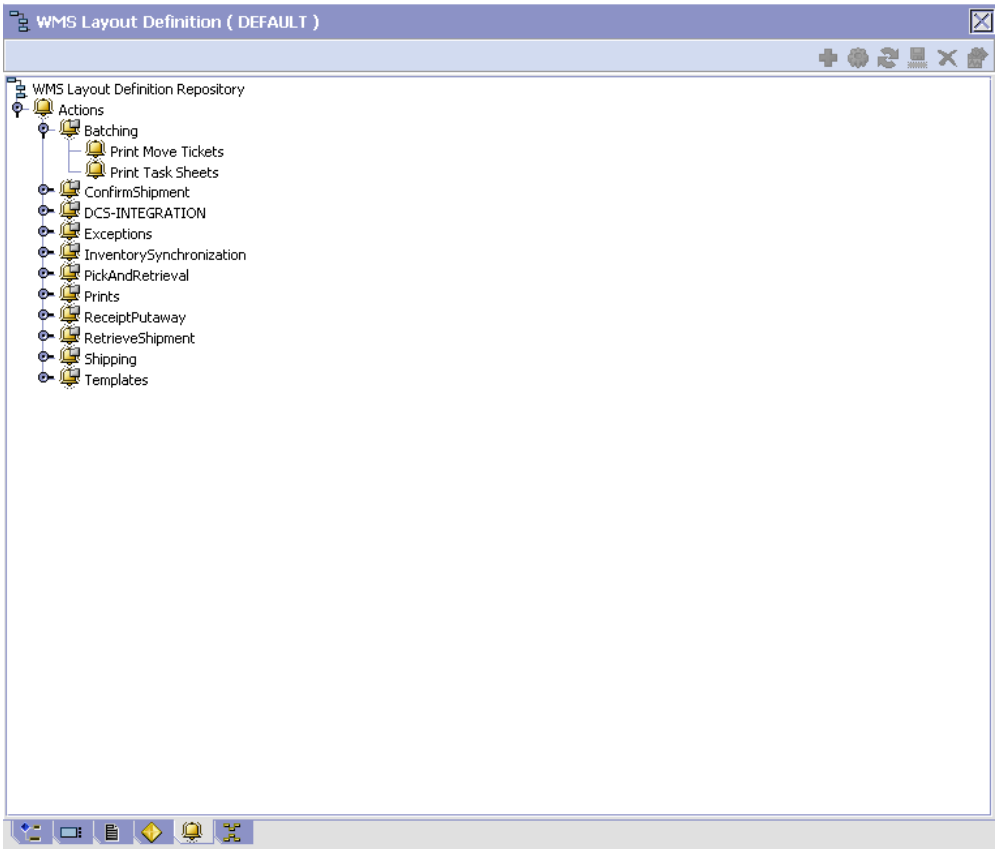 WMS Layout Definition ( DEFAULT )
WMS Layout Definition Repository
Actions
Batching
Print Move Tickets
Print Task Sheets
ConfirmShipment
DCS-INTEGRATION
Exceptions
InventorySynchronization
PickAndRetrieval
Prints
ReceiptPutaway
RetrieveShipment
Shipping
Templates